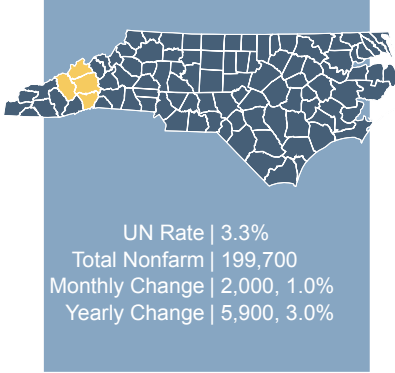 UN Rate | 3.3%
Total Nonfarm | 199,700
Monthly Change | 2,000, 1.0%
Yearly Change | 5,900, 3.0%